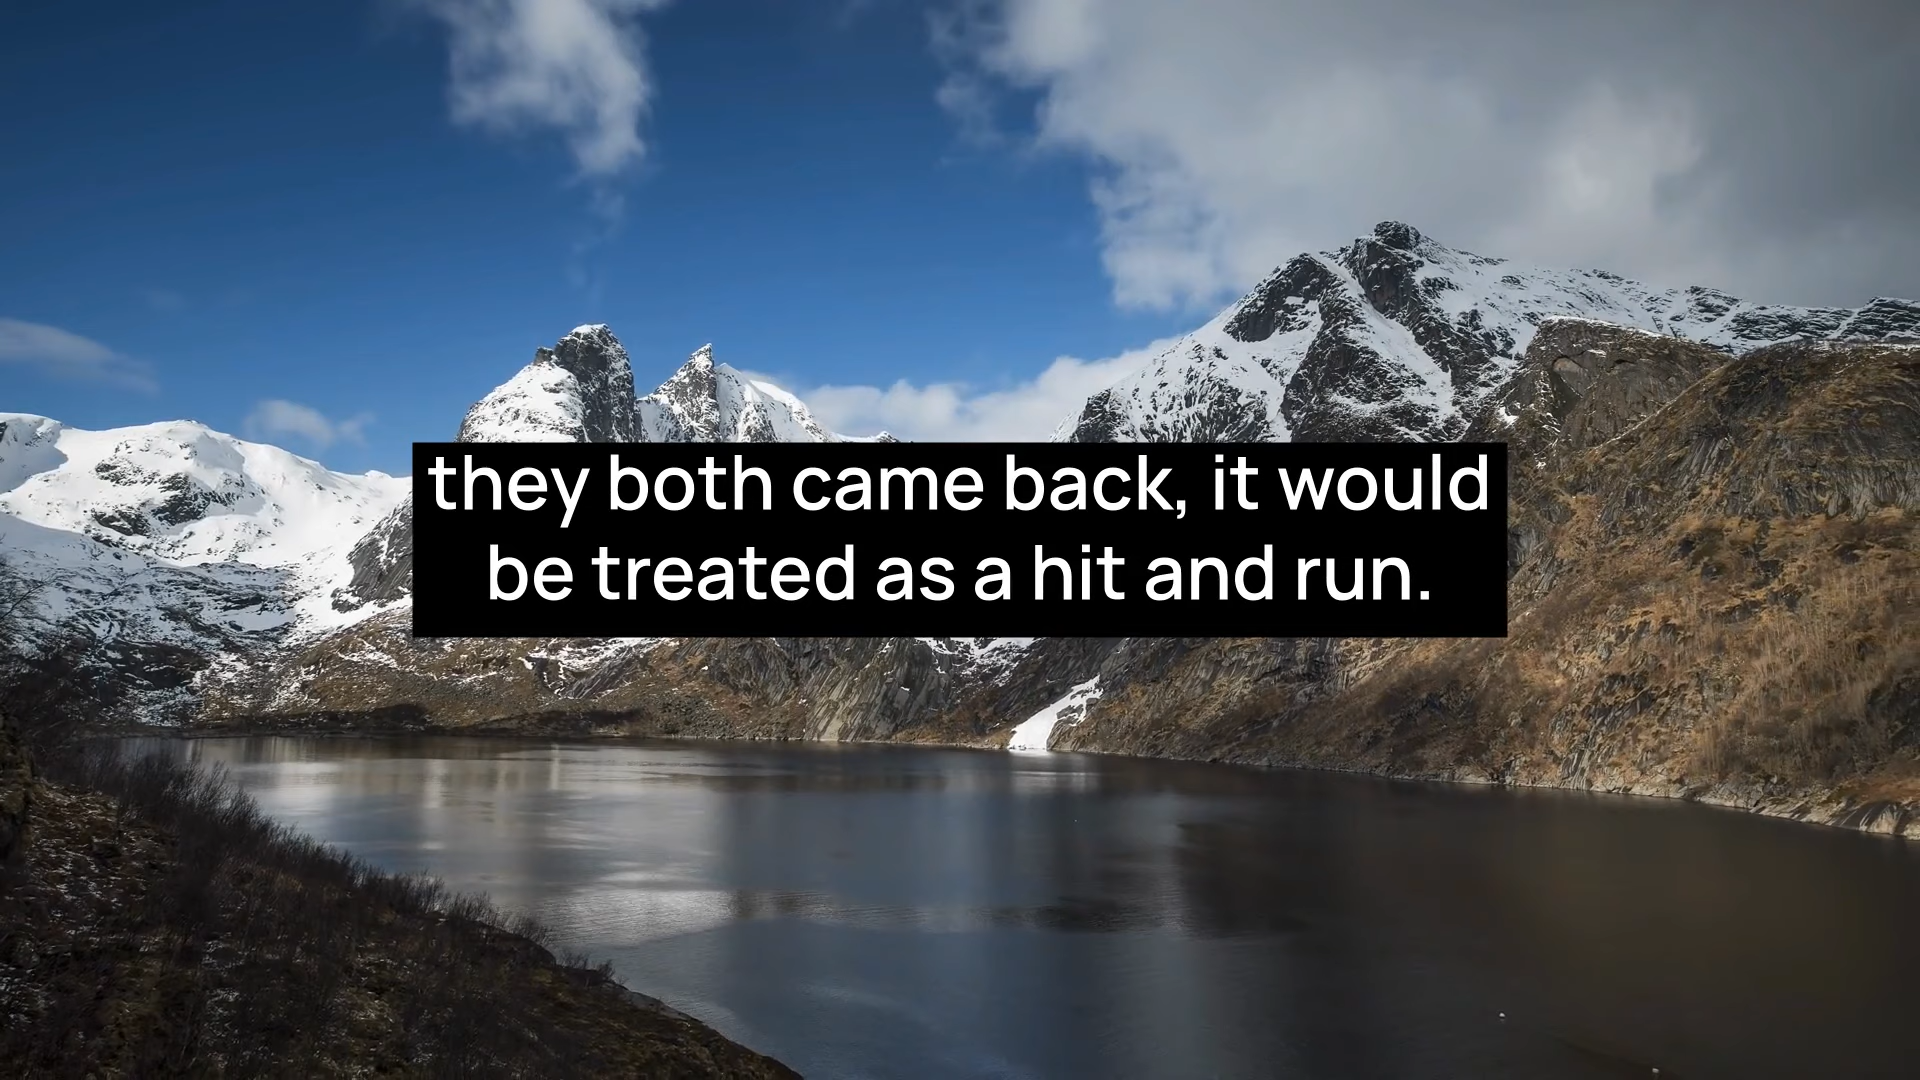 they both came back, it would
be treated as a hit and run.